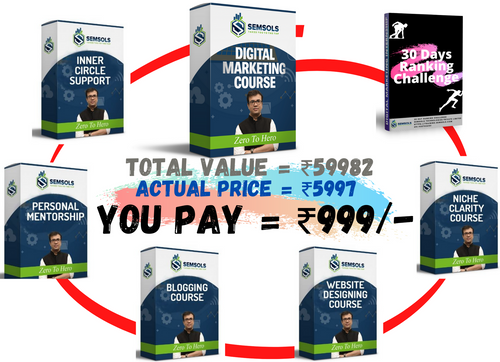 SEMSOLS
INNER
CIRCLE
SUPPORT
Zero To Hero
SEMSOLS
DIGITAL
MARKETING
COURSE
Zero To Hero
30 Days
Ranking
Challenge
SEMSOLS
TOTAL VALUE = ₹59982
ACTUAL PRICE = ₹5997
YOU PAY = ₹999/-
SEMSOLS
PERSONAL
MENTORSHIP
Zero To Hero
SEMSOLS
NICHE
CLARITY
COURSE
Zero To Hero
SEMSOLS
BLOGGING
COURSE
Zero To Hero
SEMSOLS
WEBSITE
DESIGNING
COURSE
Zero To Hero